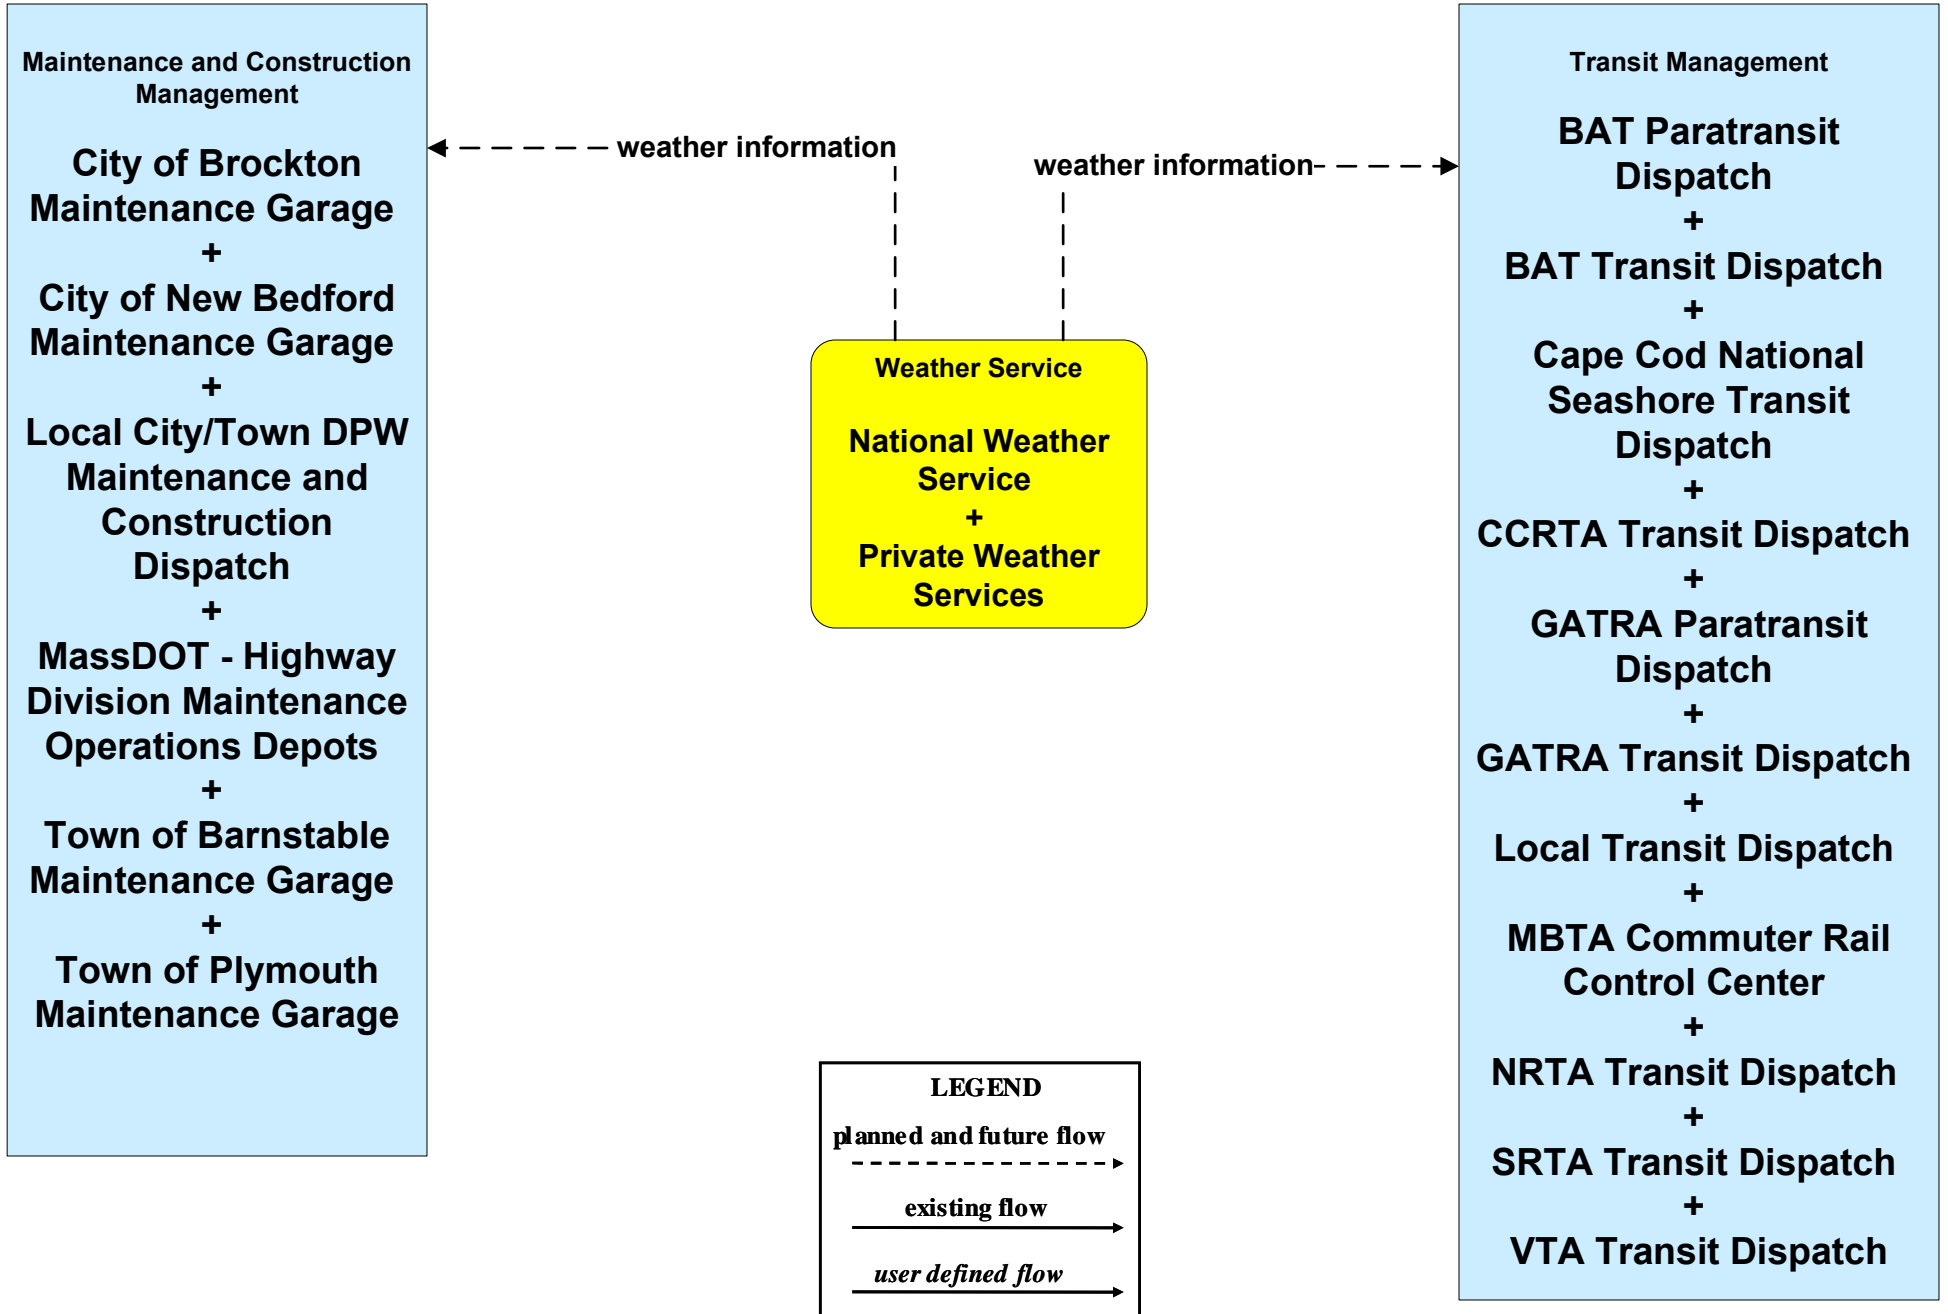 Maintenance and Construction
Management
City of Brockton
Maintenance Garage
+
City of New Bedford
Maintenance Garage
+
Local City/Town DPW
Maintenance and
Construction
Dispatch
+
MassDOT - Highway
Division Maintenance
Operations Depots
+
Town of Barnstable
Maintenance Garage
+
Town of Plymouth
Maintenance Garage
weather information
weather information
Weather Service
National Weather
Service
+
Private Weather
Services
LEGEND
planned and future flow
existing flow
user defined flow
Transit Management
BAT Paratransit
Dispatch
+
BAT Transit Dispatch
+
Cape Cod National
Seashore Transit
Dispatch
+
CCRTA Transit Dispatch
+
GATRA Paratransit
Dispatch
+
GATRA Transit Dispatch
+
Local Transit Dispatch
+
MBTA Commuter Rail
Control Center
+
NRTA Transit Dispatch
+
SRTA Transit Dispatch
+
VTA Transit Dispatch